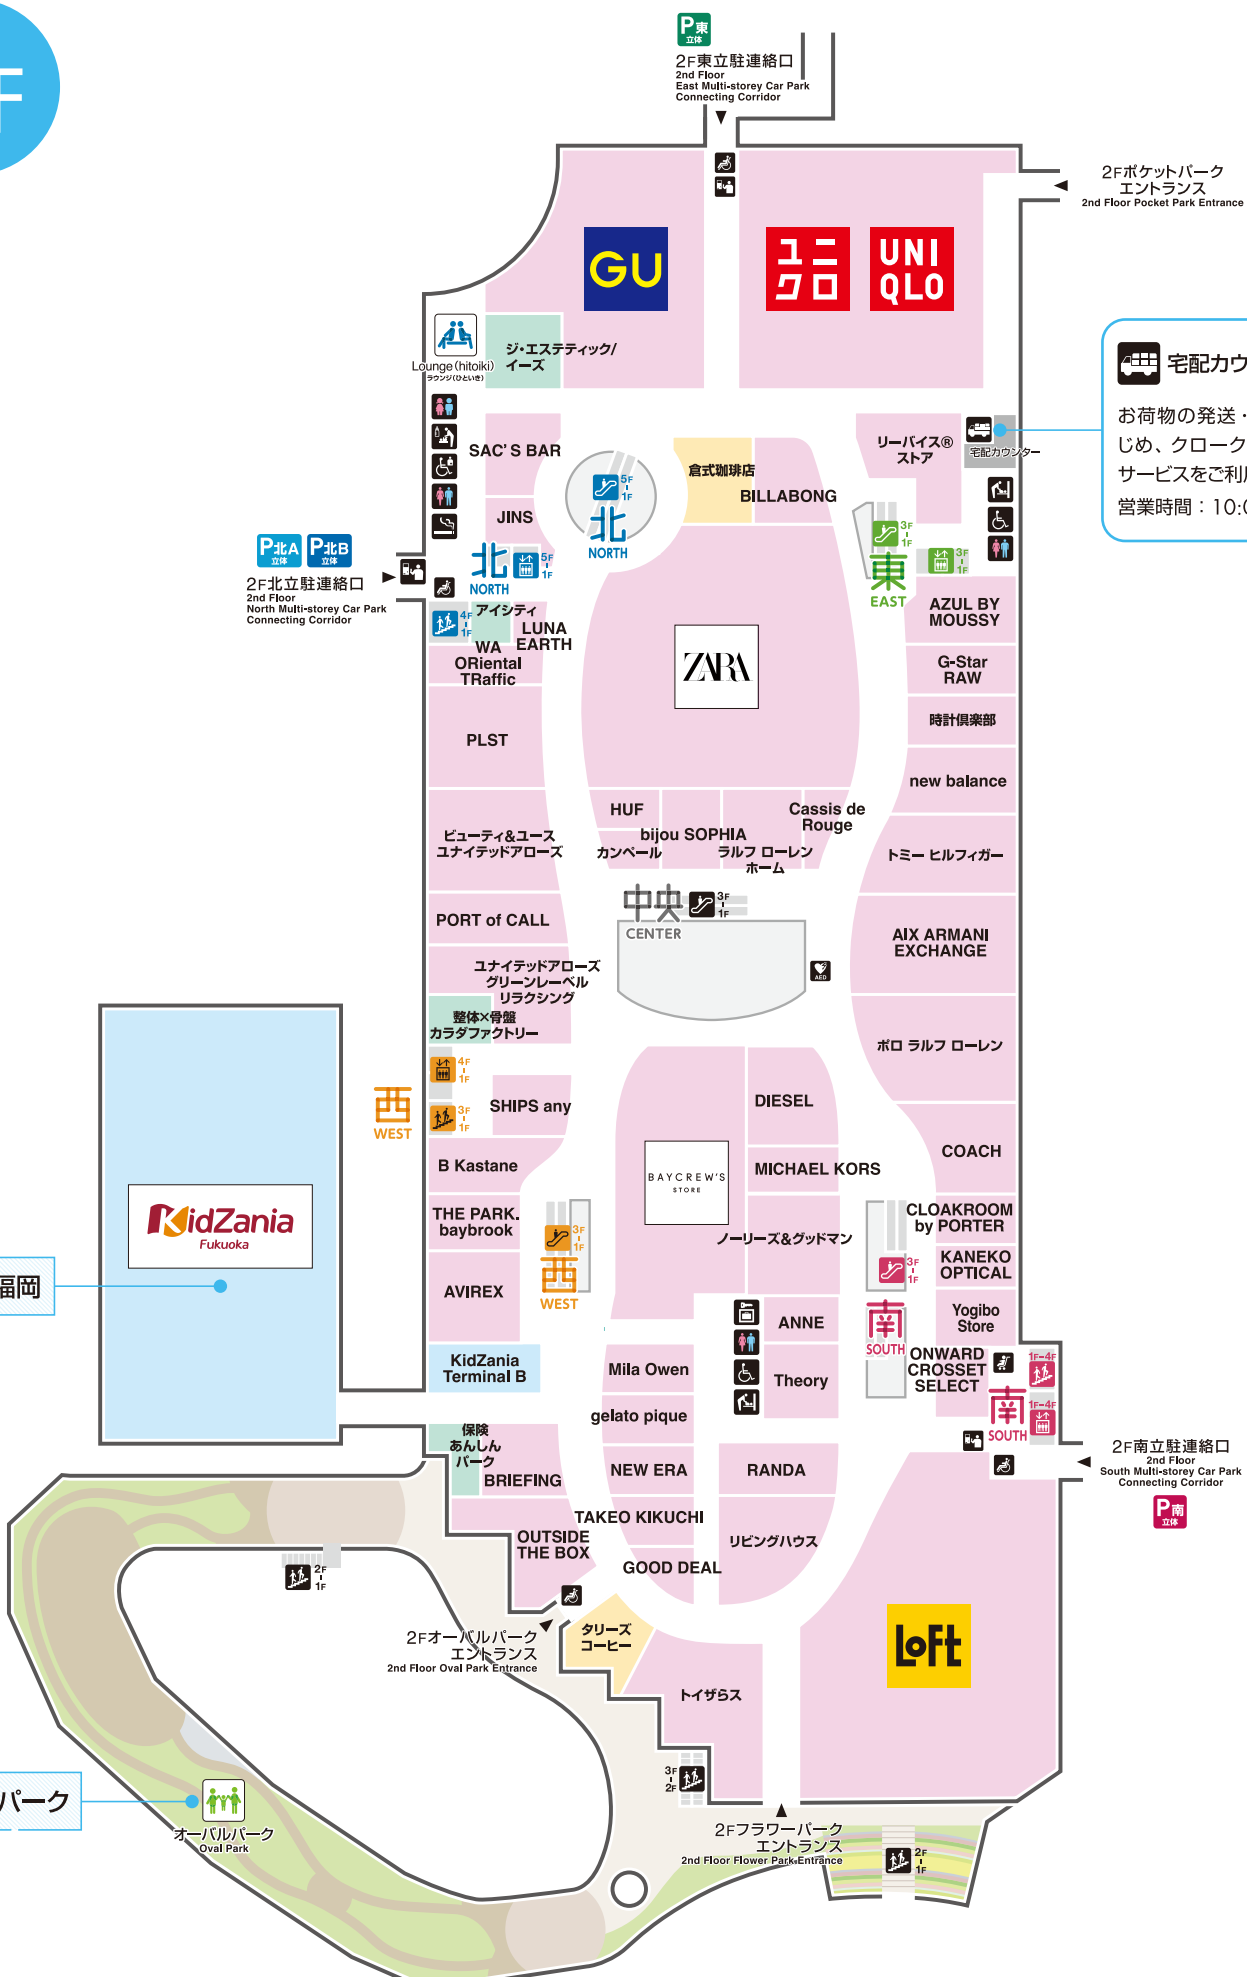 F
P東
立体
2F東立駐連絡口
2nd Floor
East Multi-storey Car Park
Connecting Corridor
2Fポケットパーク
エントランス
2nd Floor Pocket Park Entrance
GU
ユニ
クロ
UNI
QLO
Lounge(hitoiki)
ラウンジ(ひといき)
ジ・エステティック/
イーズ
宅配カウ
お荷物の発送・
じめ、クローク
サービスをご利用
営業時間：10:0
SAC'S BAR
倉式珈琲店
BILLABONG
リーバイス®
ストア
宅配カウンター
JINS
5F
1F
北
NORTH
3F
1F
東
EAST
3F
1F
P北A
立体
P北B
立体
2F北立駐連絡口
2nd Floor
North Multi-storey Car Park
Connecting Corridor
北
NORTH
5F
1F
4F
1F
アイシティ
LUNA
EARTH
WA
ORiental
TRaffic
ZARA
AZUL BY
MOUSSY
G-Star
RAW
時計倶楽部
PLST
new balance
HUF
bijou SOPHIA
Cassis de
Rouge
カンペール
ラルフ ローレン
ホーム
ビューティ&ユース
ユナイテッドアローズ
トミー ヒルフィガー
中央
CENTER
3F
1F
PORT of CALL
AIX ARMANI
EXCHANGE
AED
ユナイテッドアローズ
グリーンレーベル
リラクシング
整体×骨盤
カラダファクトリー
ポロ ラルフ ローレン
西
WEST
4F
1F
3F
1F
SHIPS any
DIESEL
B Kastane
BAYCREW'S
STORE
MICHAEL KORS
COACH
KidZania
Fukuoka
福岡
THE PARK.
baybrook
3F
1F
西
WEST
ノーリーズ&グッドマン
CLOAKROOM
by PORTER
3F
1F
南
SOUTH
KANEKO
OPTICAL
AVIREX
ANNE
Yogibo
Store
KidZania
Terminal B
Mila Owen
Theory
ONWARD
CROSSET
SELECT
1F-4F
1F-4F
南
SOUTH
gelato pique
保険
あんしん
パーク
BRIEFING
NEW ERA
RANDA
2F南立駐連絡口
2nd Floor
South Multi-storey Car Park
Connecting Corridor
P南
立体
TAKEO KIKUCHI
OUTSIDE
THE BOX
リビングハウス
GOOD DEAL
2F
1F
2Fオーバルパーク
エントランス
2nd Floor Oval Park Entrance
タリーズ
コーヒー
LOFT
トイザらス
3F
2F
パーク
オーバルパーク
Oval Park
2Fフラワーパーク
エントランス
2nd Floor Flower Park Entrance
2F
1F